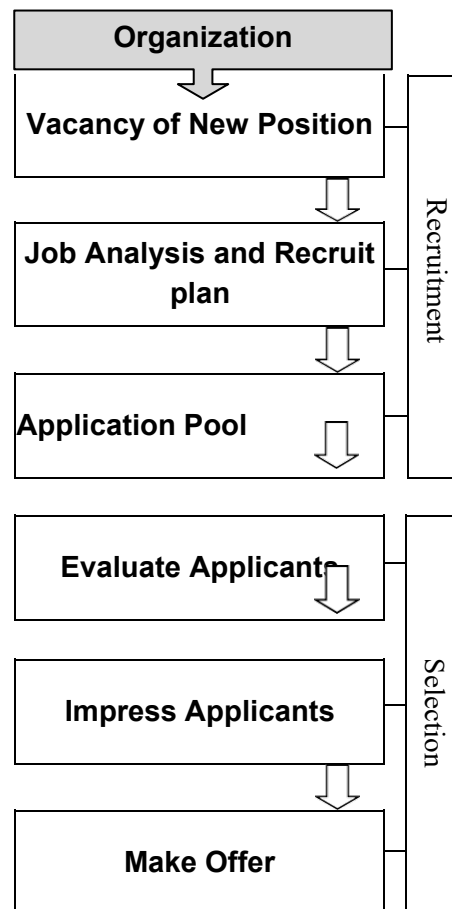 Organization
Vacancy of New Position
Job Analysis and Recruit
plan
Application Pool
Recruitment
Evaluate Applicants
Impress Applicants
Make Offer
Selection